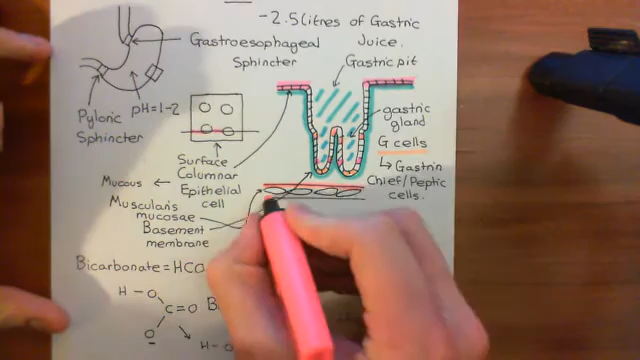 -2.5 Litres of Gastric
Juice.
Gastroesophageal
Sphincter
Gastric pit
pH=1-2
Pyloric
Sphincter
gastric
gland
G cells
↳ Gastrin
Chief/Peptic
cells.
Surface
Columnar
Epithelial
cell
Mucous ←
Muscularis
mucosae
Basement
membrane
Bicarbonate = HCO
H-O
C=O
O
H-O